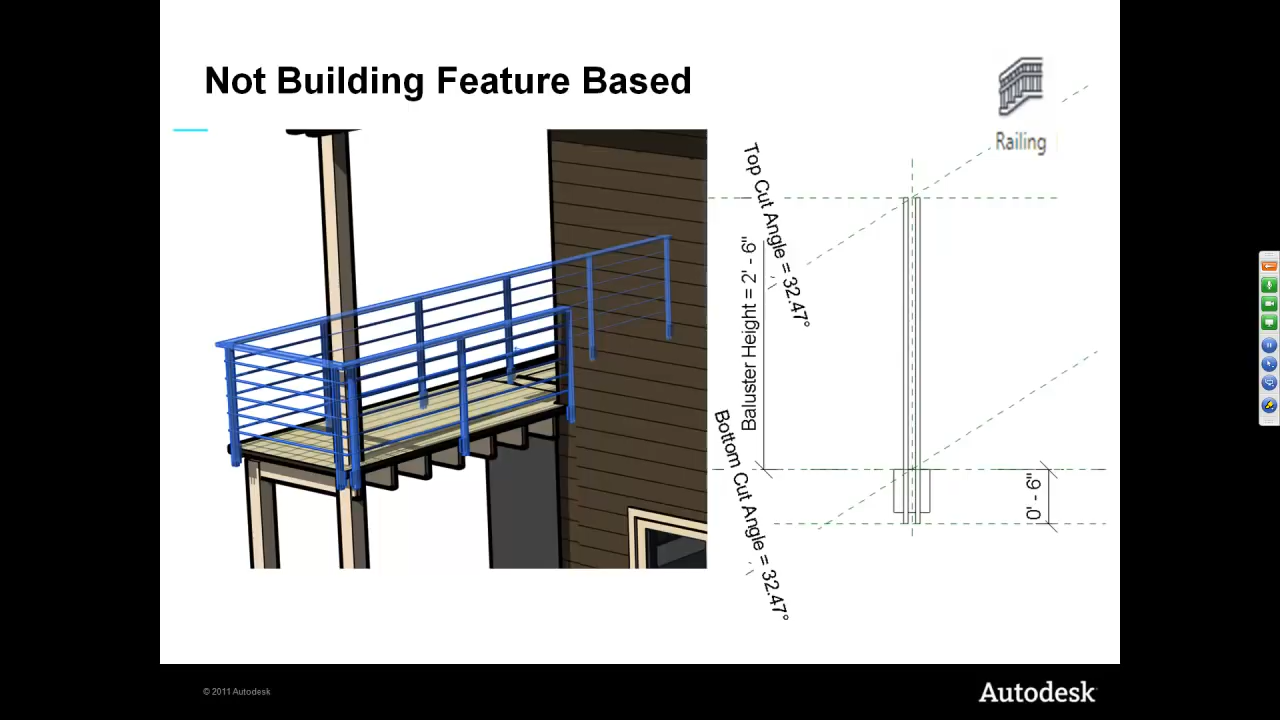 Not Building Feature Based
Railing
Top Cut Angle = 32.47°
Baluster Height = 2' - 6"
Bottom Cut Angle = 32.47°
0' - 6"
© 2011 Autodesk
Autodesk